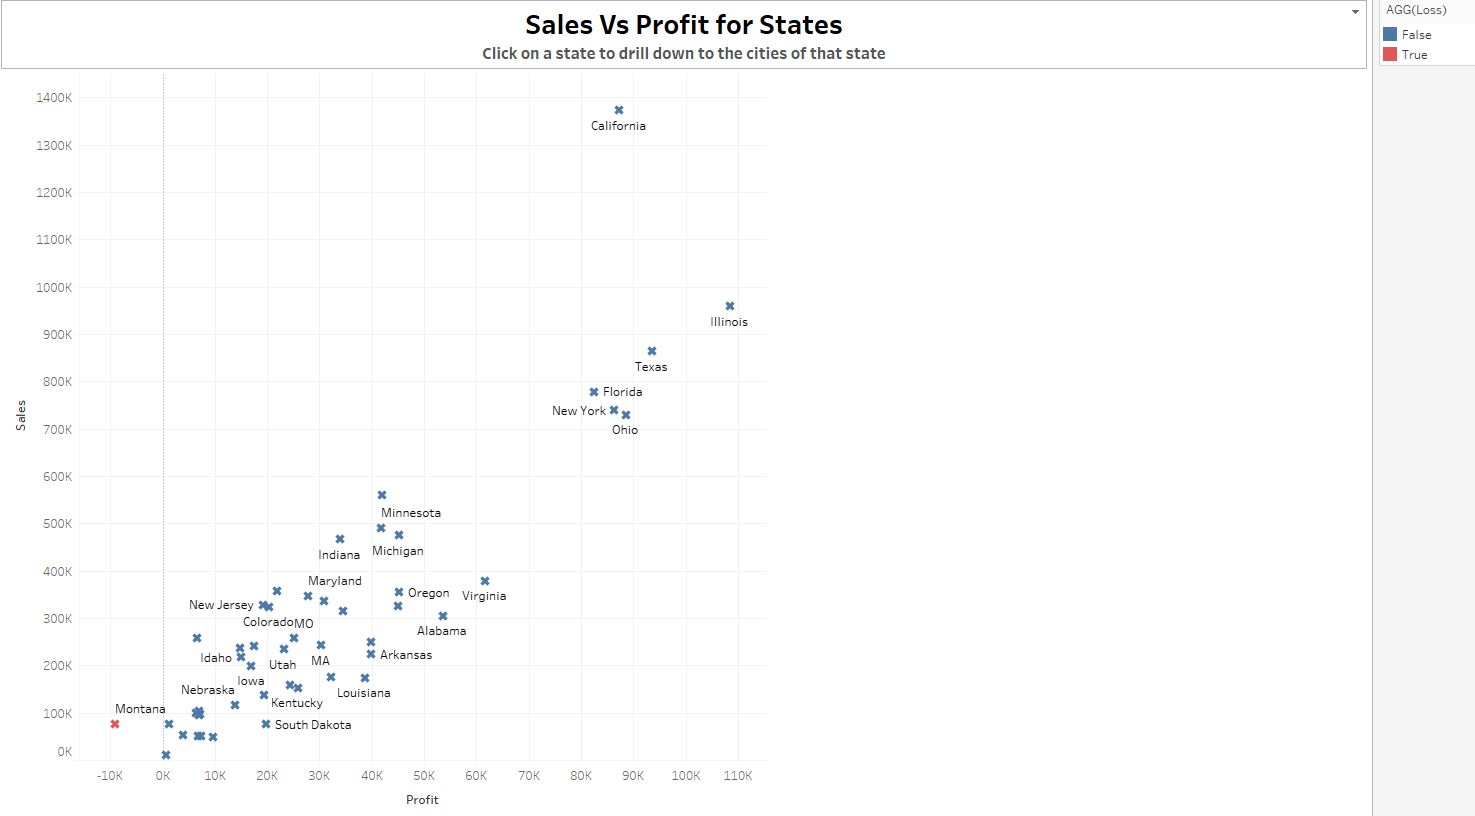 Sales Vs Profit for States
Click on a state to drill down to the cities of that state
AGG(Loss)
False
True
1400K
1300K
1200K
1100K
1000K
900K
800K
700K
600K
500K
400K
300K
200K
100K
0K
Sales
California
Illinois
Texas
Florida
New York
Ohio
Minnesota
Indiana
Michigan
Maryland
Oregon
Virginia
New Jersey
Colorado
MO
Alabama
Idaho
Utah
MA
Arkansas
Iowa
Nebraska
Louisiana
Kentucky
Montana
South Dakota
-10K 0K 10K 20K 30K 40K 50K 60K 70K 80K 90K 100K 110K
Profit